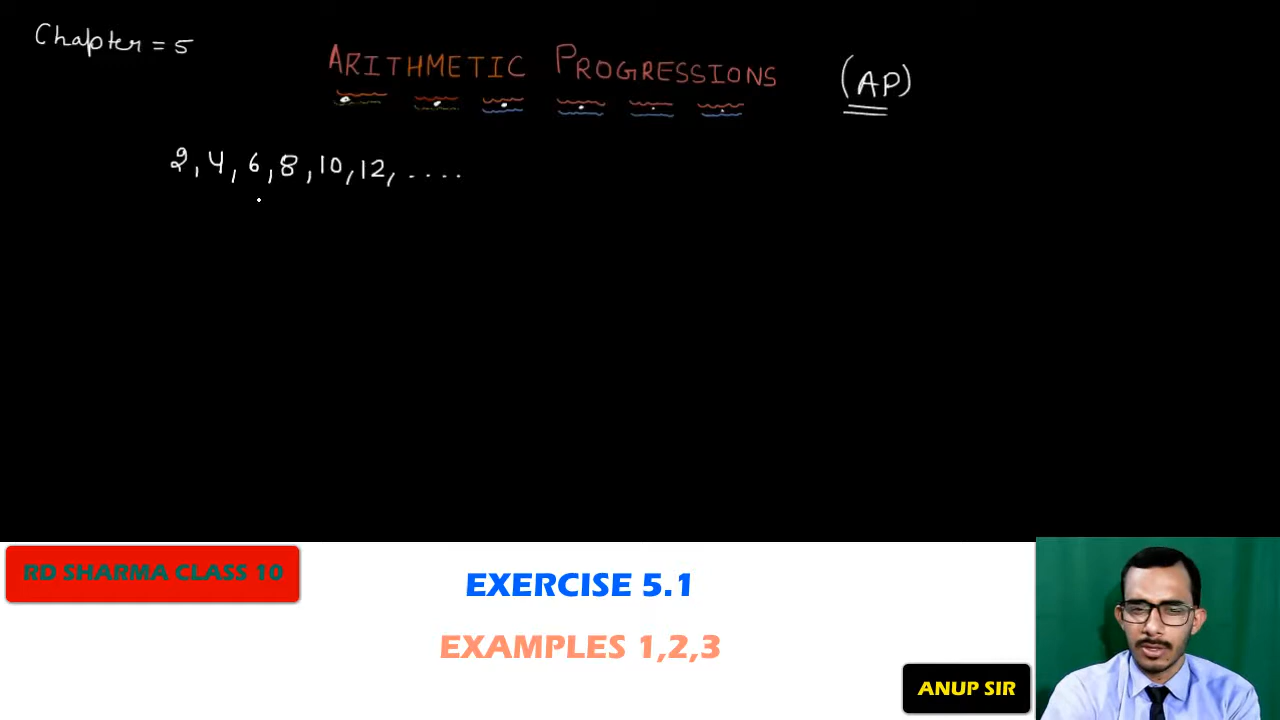 Chapter = 5
ARITHMETIC PROGRESSIONS (AP)
2, 4, 6, 8, 10, 12, ....
RD SHARMA CLASS 10
EXERCISE 5.1
EXAMPLES 1,2,3
ANUP SIR